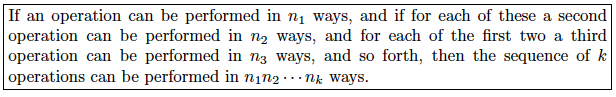 If an operation can be performed in n₁ ways, and if for each of these a second
operation can be performed in n₂ ways, and for each of the first two a third
operation can be performed in n₃ ways, and so forth, then the sequence of k
operations can be performed in n₁n₂ ⋯ nₖ ways.